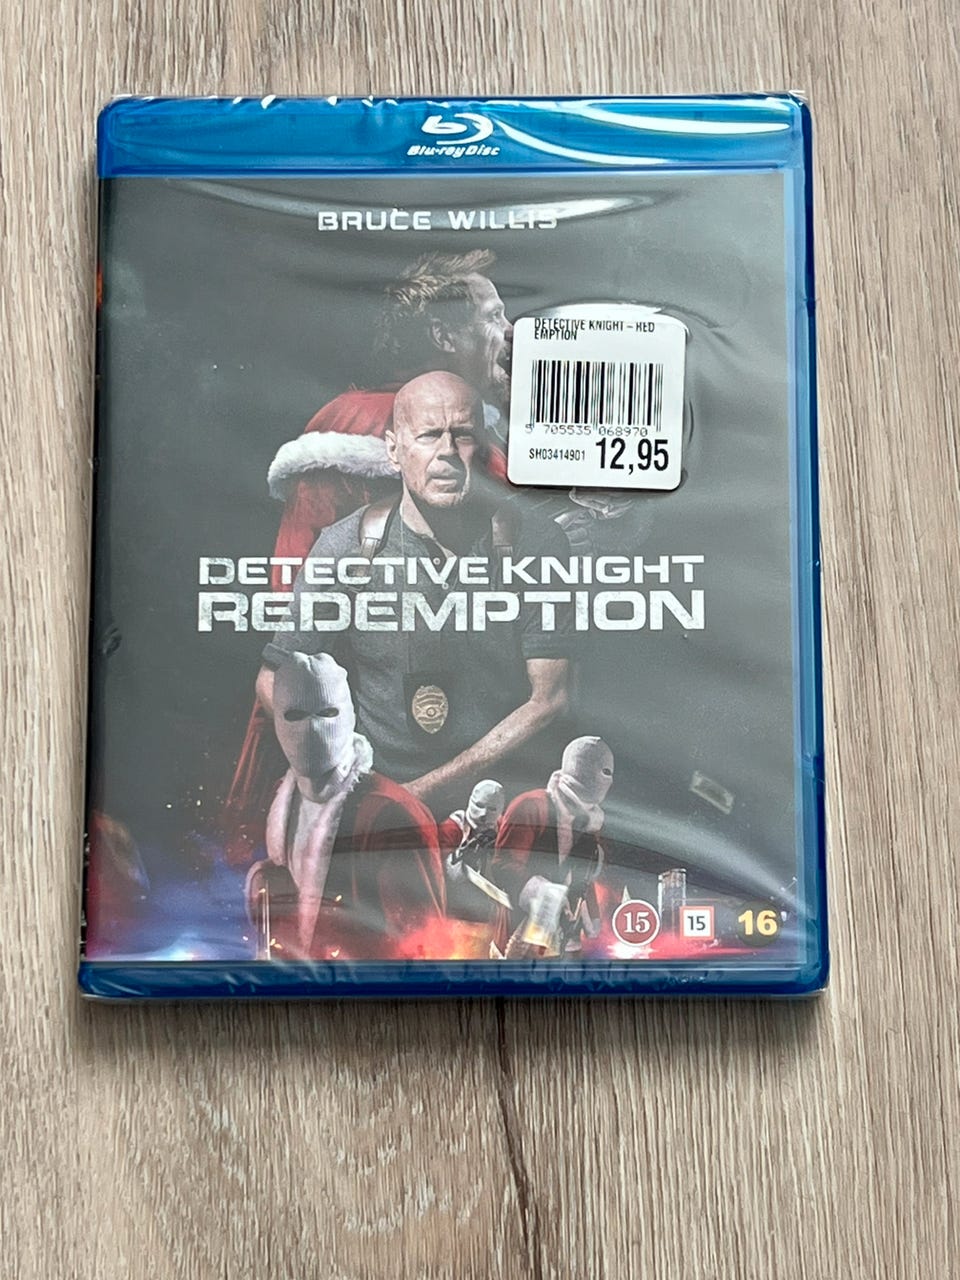 Blu-ray Disc
BRUCE WILLIS
DETECTIVE KNIGHT - RED
EMPTION
5 705535 068970
SH03414901 12,95
DETECTIVE KNIGHT
REDEMPTION
15 15 16